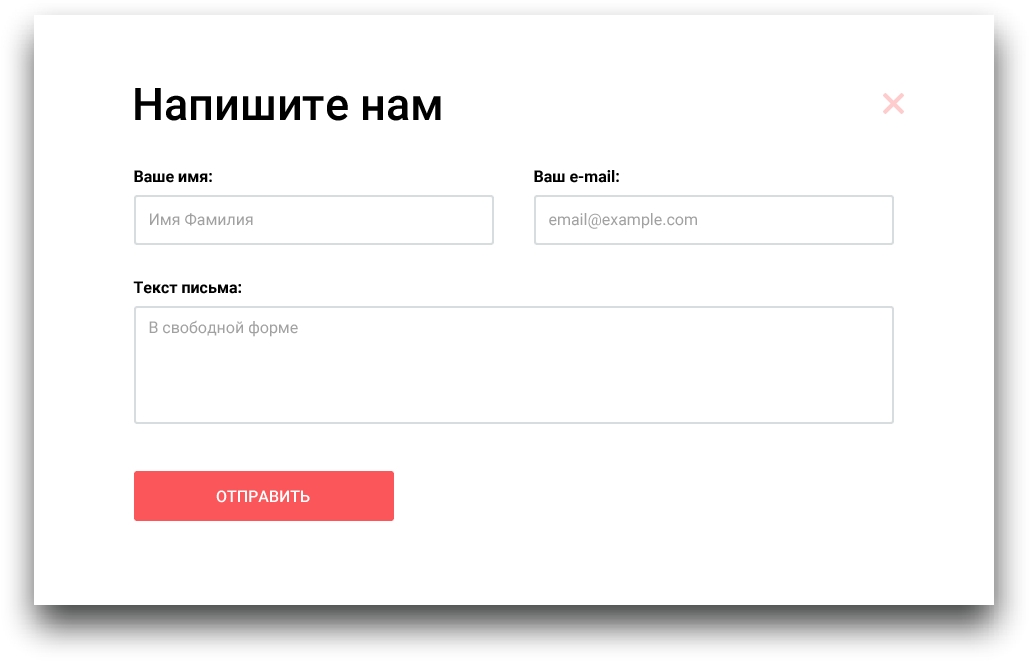 Напишите нам
Ваше имя:
Ваш e-mail:
Имя Фамилия
email@example.com
Текст письма:
В свободной форме
ОТПРАВИТЬ